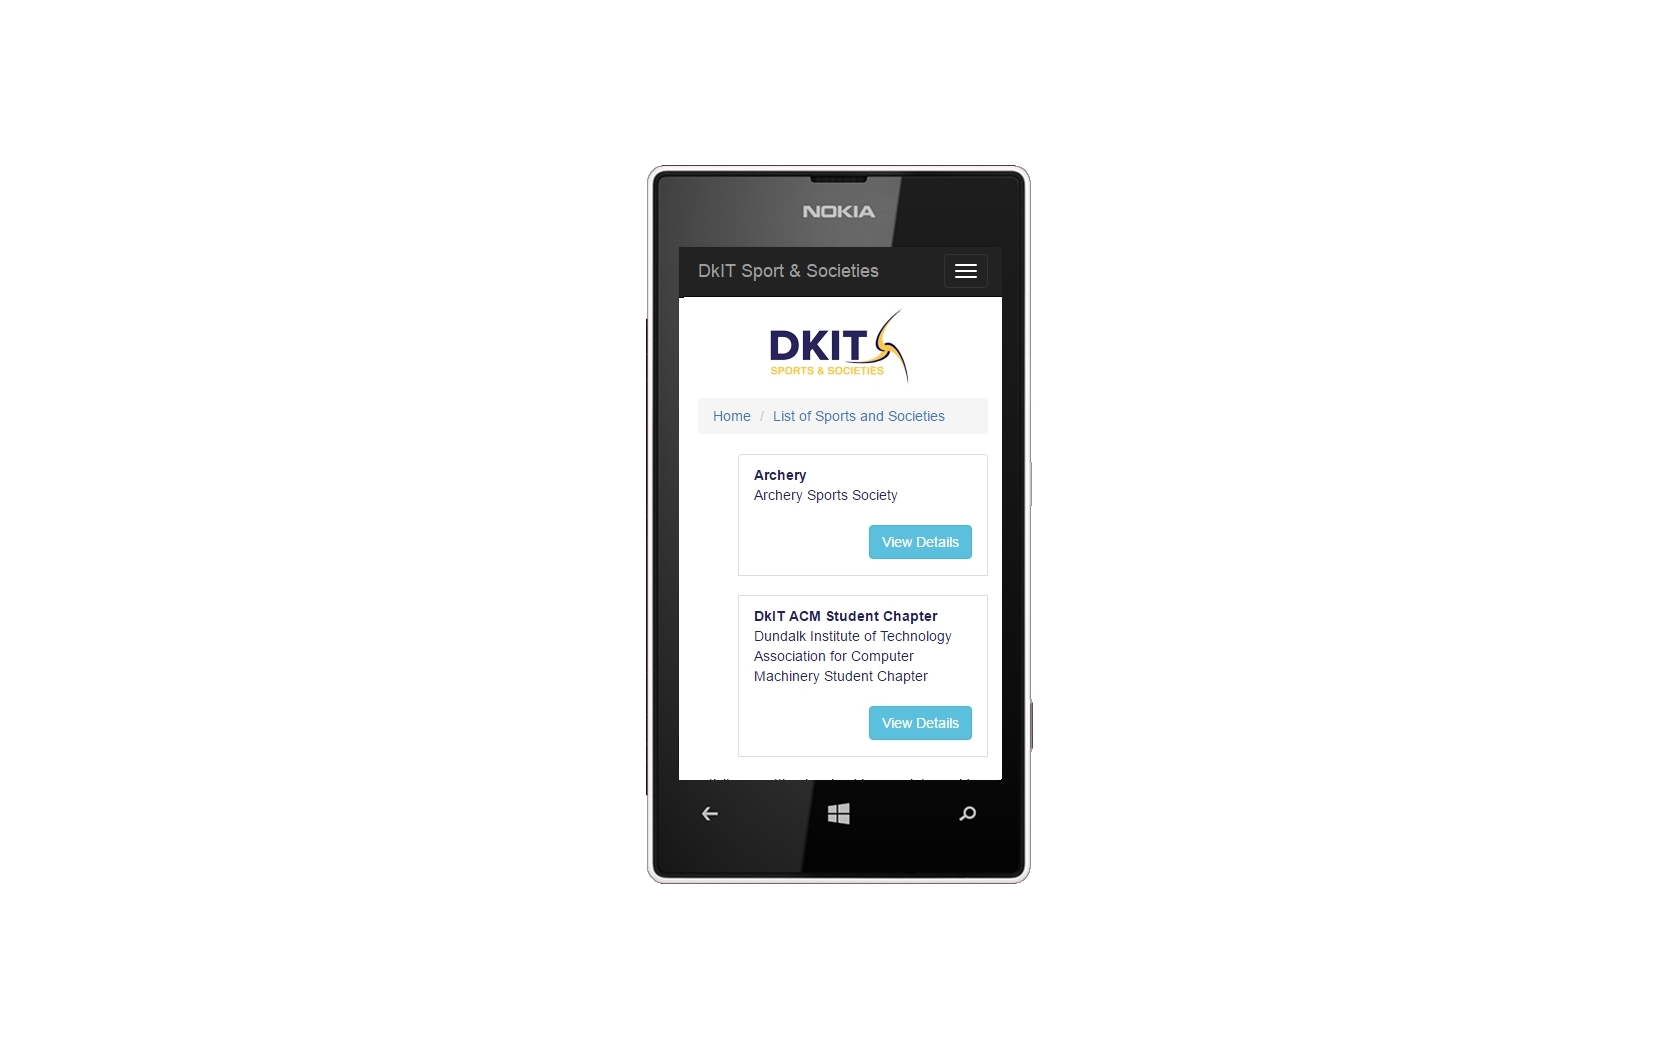 NOKIA
DkIT Sport & Societies
DKIT
SPORTS & SOCIETIES
Home / List of Sports and Societies
Archery
Archery Sports Society
View Details
DkIT ACM Student Chapter
Dundalk Institute of Technology
Association for Computer
Machinery Student Chapter
View Details